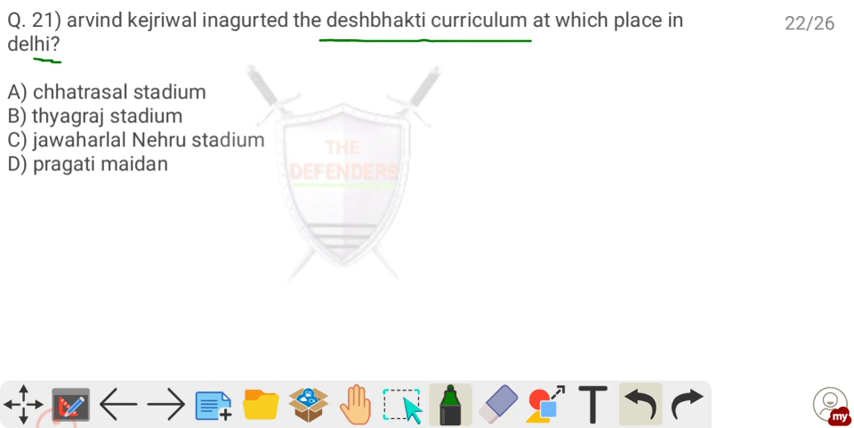 Q. 21) arvind kejriwal inagurted the deshbhakti curriculum at which place in
delhi?
22/26
A) chhatrasal stadium
B) thyagraj stadium
C) jawaharlal Nehru stadium
D) pragati maidan
THE
DEFENDERS
T
my